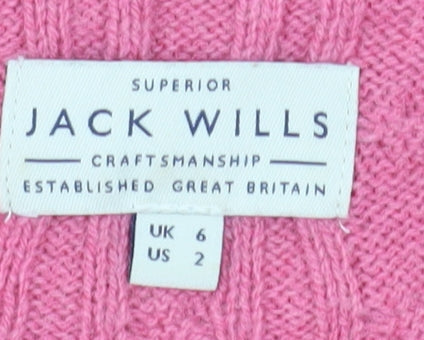 SUPERIOR
JACK WILLS
CRAFTSMANSHIP
ESTABLISHED GREAT BRITAIN
UK 6
US 2